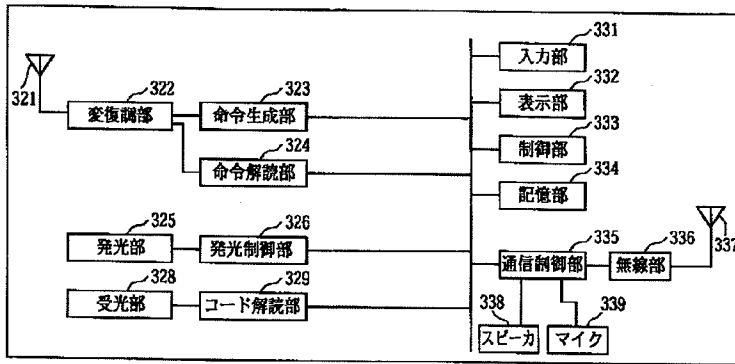 331
入力部
321
322
変復調部
323
命令生成部
332
表示部
333
制御部
324
命令解読部
334
記憶部
325
発光部
326
発光制御部
335
通信制御部
336
無線部
337
328
受光部
329
コード解読部
338
スピーカ
339
マイク